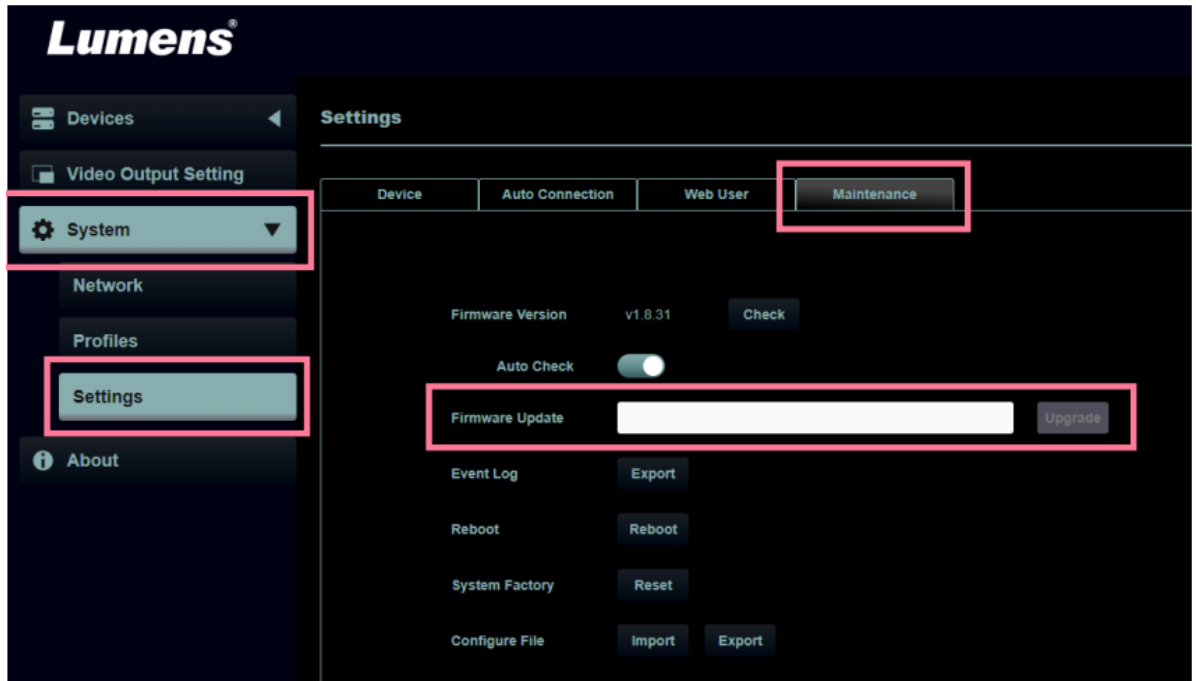 Lumens®
Devices
Video Output Setting
System
Network
Profiles
Settings
About
Settings
Device Auto Connection Web User Maintenance
Firmware Version v1.8.31 Check
Auto Check
Firmware Update Upgrade
Event Log Export
Reboot Reboot
System Factory Reset
Configure File Import Export